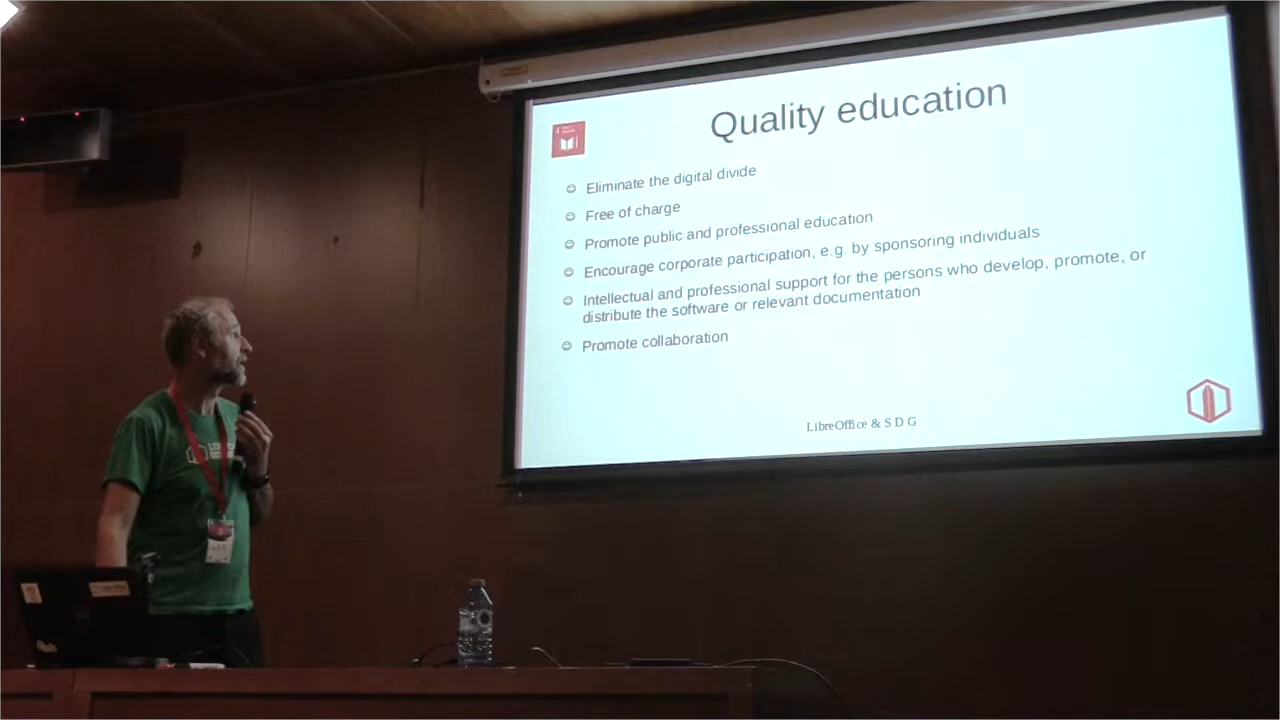 Quality education
Eliminate the digital divide
Free of charge
Promote public and professional education
Encourage corporate participation, e.g. by sponsoring individuals
Intellectual and professional support for the persons who develop, promote, or
distribute the software or relevant documentation
Promote collaboration
LibreOffice & S D G